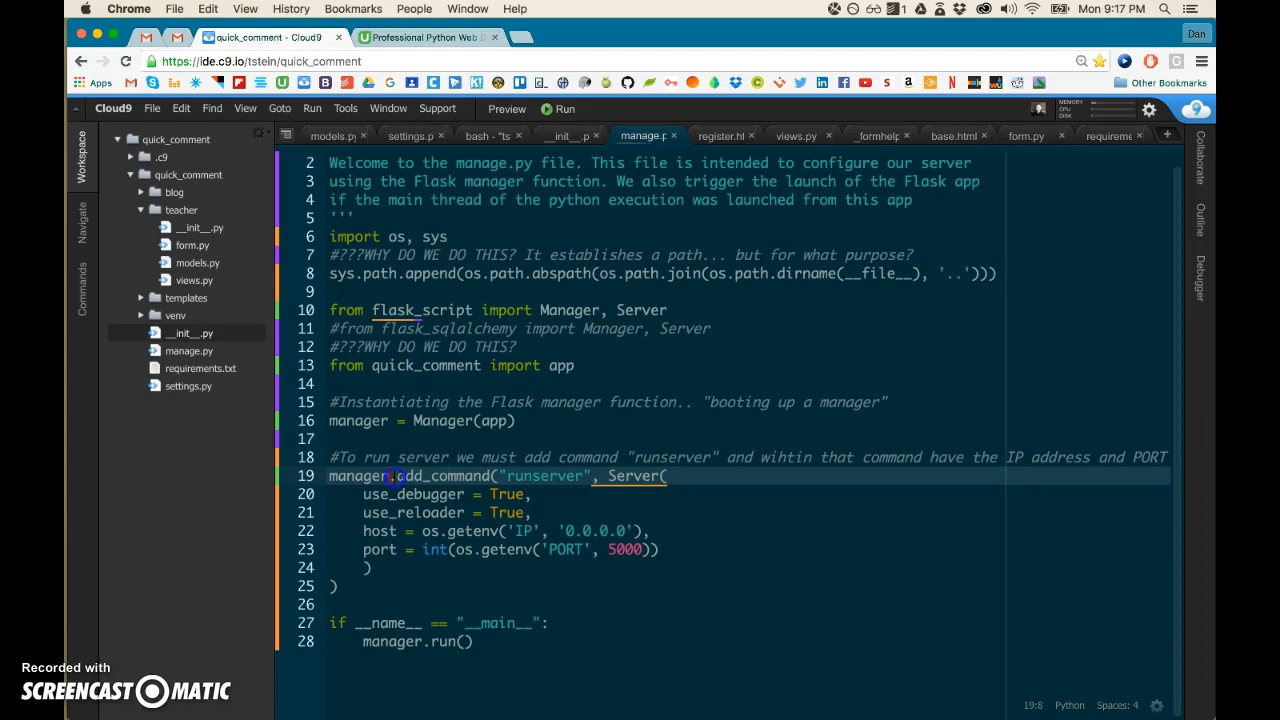 Chrome File Edit View History Bookmarks People Window Help 1 Mon 9:17 PM
quick_comment - Cloud9 Professional Python Web D Dan
https://ide.c9.io/tstein/quick_comment
Apps Other Bookmarks
Cloud9 File Edit Find View Goto Run Tools Window Support Preview Run MEMORY CPU DISK
models.py settings.p bash - "ts __init__.p manage.p register.ht views.py _formhelp base.html form.py requireme
Workspace
Navigate
Commands
quick_comment
.c9
quick_comment
blog
teacher
__init__.py
form.py
models.py
views.py
templates
venv
__init__.py
manage.py
requirements.txt
settings.py
2 Welcome to the manage.py file. This file is intended to configure our server
3 using the Flask manager function. We also trigger the launch of the Flask app
4 if the main thread of the python execution was launched from this app
5 '''
6 import os, sys
7 #???WHY DO WE DO THIS? It establishes a path... but for what purpose?
8 sys.path.append(os.path.abspath(os.path.join(os.path.dirname(__file__), '..')))
9
10 from flask_script import Manager, Server
11 #from flask_sqlalchemy import Manager, Server
12 #???WHY DO WE DO THIS?
13 from quick_comment import app
14
15 #Instantiating the Flask manager function.. "booting up a manager"
16 manager = Manager(app)
17
18 #To run server we must add command "runserver" and wihtin that command have the IP address and PORT
19 manager.add_command("runserver", Server(
20 use_debugger = True,
21 use_reloader = True,
22 host = os.getenv('IP', '0.0.0.0'),
23 port = int(os.getenv('PORT', 5000))
24 )
25 )
26
27 if __name__ == "__main__":
28 manager.run()
Collaborate
Outline
Debugger
19:8 Python Spaces: 4
Recorded with
SCREENCAST-O-MATIC